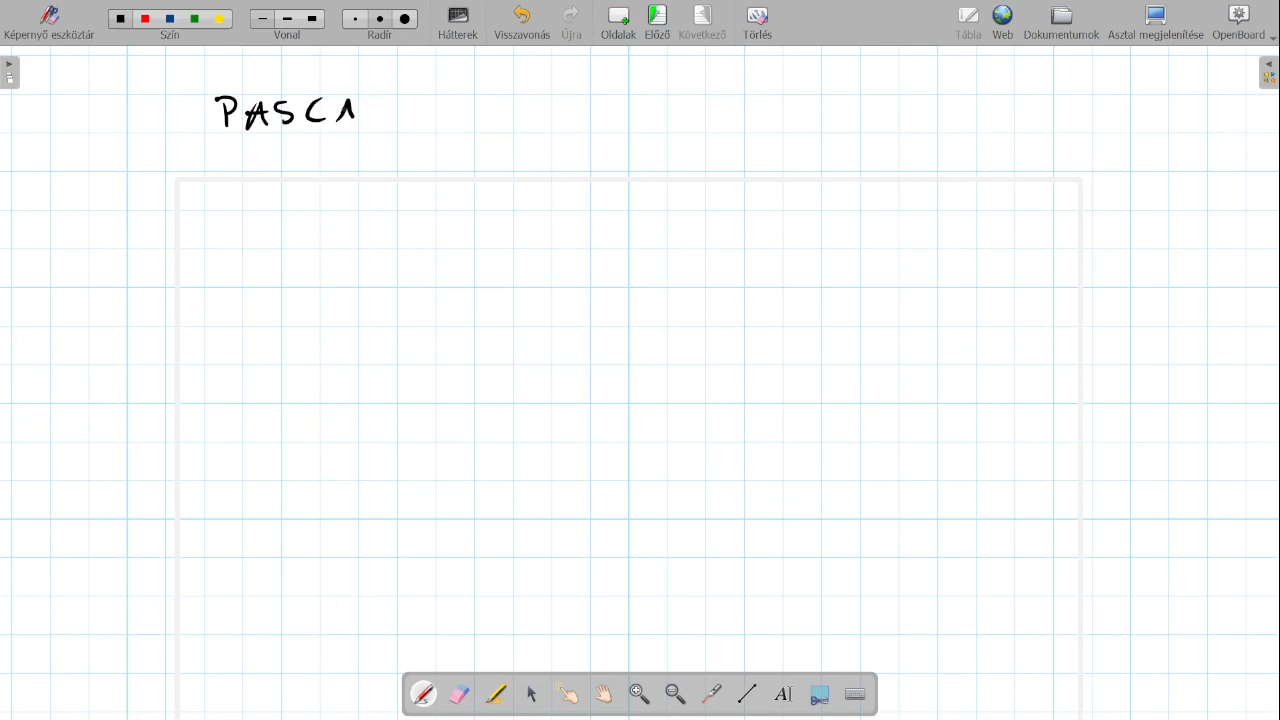 Képernyő eszköztár Szín Vonal Radír Hátterek Visszavonás Újra Oldalak Előző Következő Törlés Tábla Web Dokumentumok Asztal megjelenítése OpenBoard
PASCA